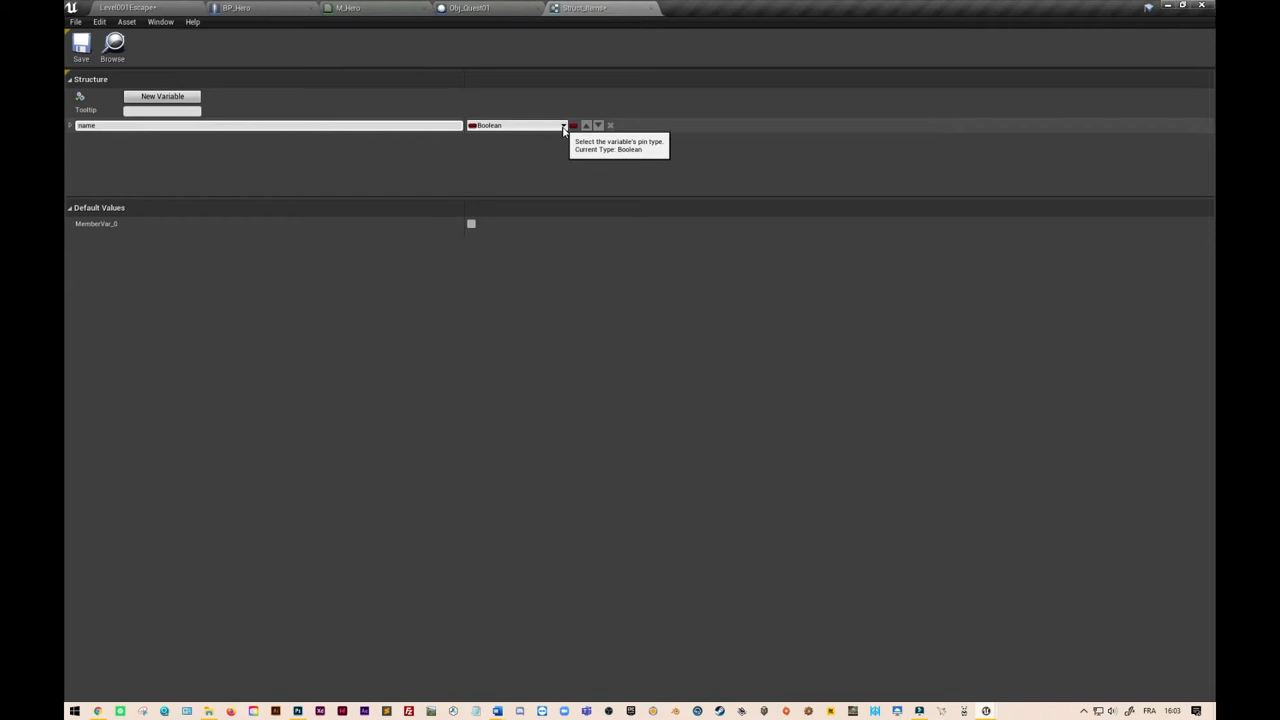 Level001Escape*
BP_Hero
M_Hero
Obj_Quest01
Struct_Items*
File
Edit
Asset
Window
Help
Save
Browse
Structure
New Variable
Tooltip
name
Boolean
Select the variable's pin type.
Current Type: Boolean
Default Values
MemberVar_0
FRA
16:03